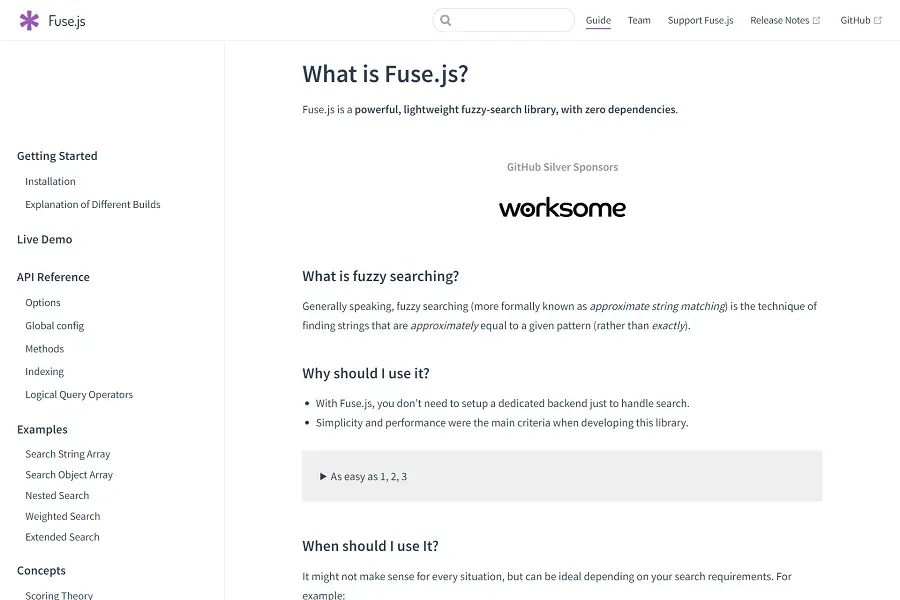 Fuse.js
Guide
Team
Support Fuse.js
Release Notes
GitHub
Getting Started
Installation
Explanation of Different Builds
Live Demo
API Reference
Options
Global config
Methods
Indexing
Logical Query Operators
Examples
Search String Array
Search Object Array
Nested Search
Weighted Search
Extended Search
Concepts
Scoring Theory
What is Fuse.js?
Fuse.js is a powerful, lightweight fuzzy-search library, with zero dependencies.
GitHub Silver Sponsors
worksome
What is fuzzy searching?
Generally speaking, fuzzy searching (more formally known as approximate string matching) is the technique of
finding strings that are approximately equal to a given pattern (rather than exactly).
Why should I use it?
• With Fuse.js, you don't need to setup a dedicated backend just to handle search.
• Simplicity and performance were the main criteria when developing this library.
▶ As easy as 1, 2, 3
When should I use It?
It might not make sense for every situation, but can be ideal depending on your search requirements. For
example: